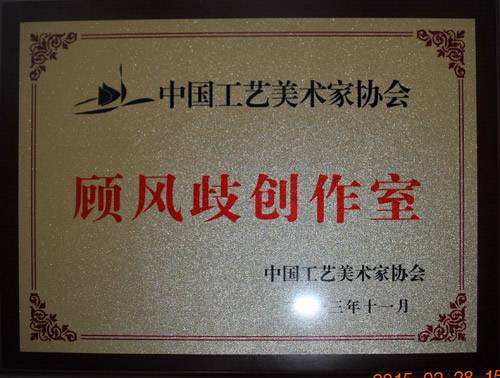 中国工艺美术家协会
顾风歧创作室
中国工艺美术家协会
三年十一月